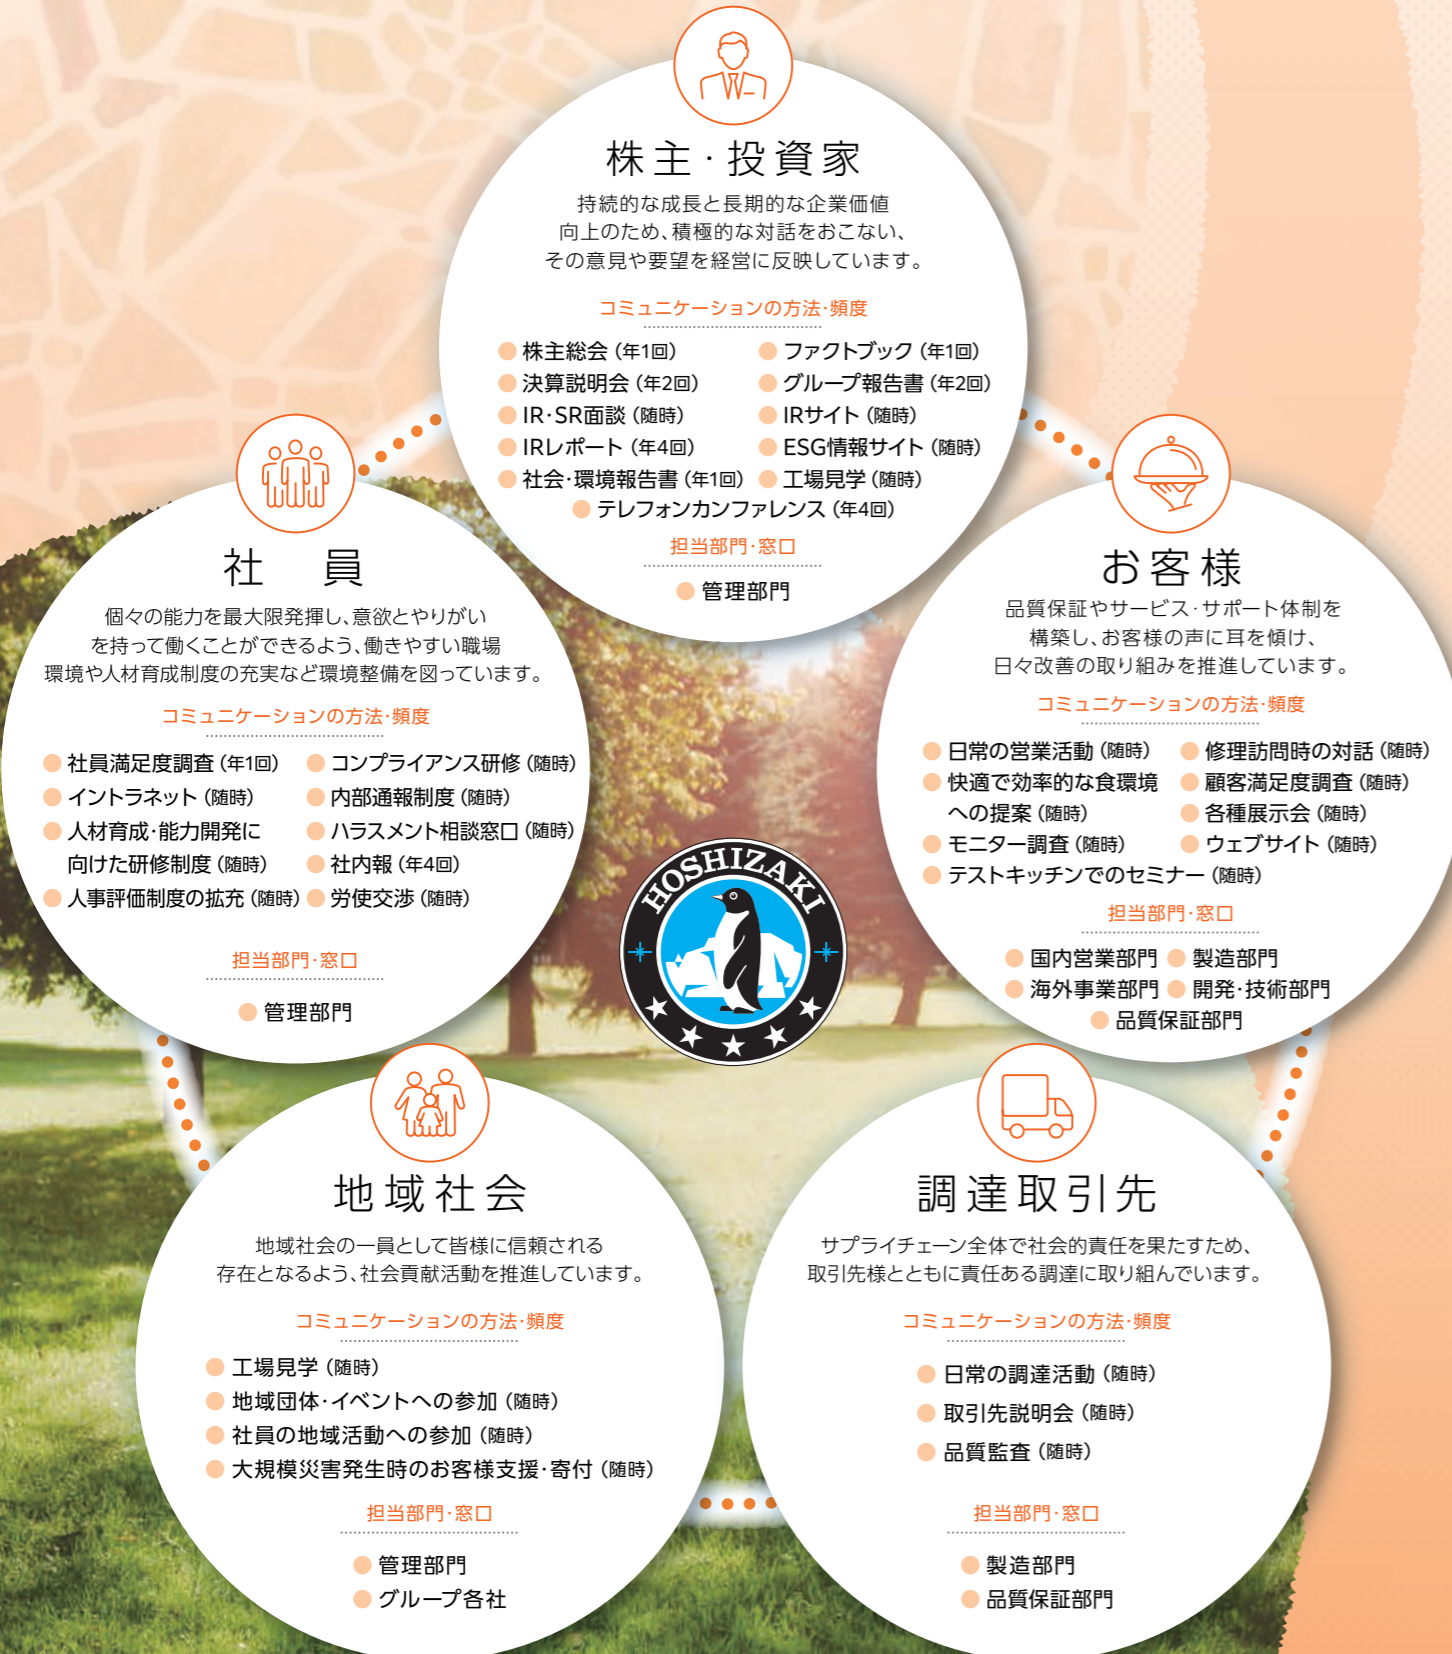 株主・投資家
持続的な成長と長期的な企業価値
向上のため、積極的な対話をおこない、
その意見や要望を経営に反映しています。
コミュニケーションの方法・頻度
株主総会（年1回）
決算説明会（年2回）
IR・SR面談（随時）
IRレポート（年4回）
社会・環境報告書（年1回）
ファクトブック（年1回）
グループ報告書（年2回）
IRサイト（随時）
ESG情報サイト（随時）
工場見学（随時）
テレフォンカンファレンス（年4回）
担当部門・窓口
管理部門
社　員
個々の能力を最大限発揮し、意欲とやりがい
を持って働くことができるよう、働きやすい職場
環境や人材育成制度の充実など環境整備を図っています。
コミュニケーションの方法・頻度
社員満足度調査（年1回）
イントラネット（随時）
人材育成・能力開発に
向けた研修制度（随時）
人事評価制度の拡充（随時）
コンプライアンス研修（随時）
内部通報制度（随時）
ハラスメント相談窓口（随時）
社内報（年4回）
労使交渉（随時）
担当部門・窓口
管理部門
お客様
品質保証やサービス・サポート体制を
構築し、お客様の声に耳を傾け、
日々改善の取り組みを推進しています。
コミュニケーションの方法・頻度
日常の営業活動（随時）
快適で効率的な食環境
への提案（随時）
モニター調査（随時）
修理訪問時の対話（随時）
顧客満足度調査（随時）
各種展示会（随時）
ウェブサイト（随時）
テストキッチンでのセミナー（随時）
担当部門・窓口
国内営業部門
製造部門
海外事業部門
開発・技術部門
品質保証部門
HOSHIZAKI
地域社会
地域社会の一員として皆様に信頼される
存在となるよう、社会貢献活動を推進しています。
コミュニケーションの方法・頻度
工場見学（随時）
地域団体・イベントへの参加（随時）
社員の地域活動への参加（随時）
大規模災害発生時のお客様支援・寄付（随時）
担当部門・窓口
管理部門
グループ各社
調達取引先
サプライチェーン全体で社会的責任を果たすため、
取引先様とともに責任ある調達に取り組んでいます。
コミュニケーションの方法・頻度
日常の調達活動（随時）
取引先説明会（随時）
品質監査（随時）
担当部門・窓口
製造部門
品質保証部門